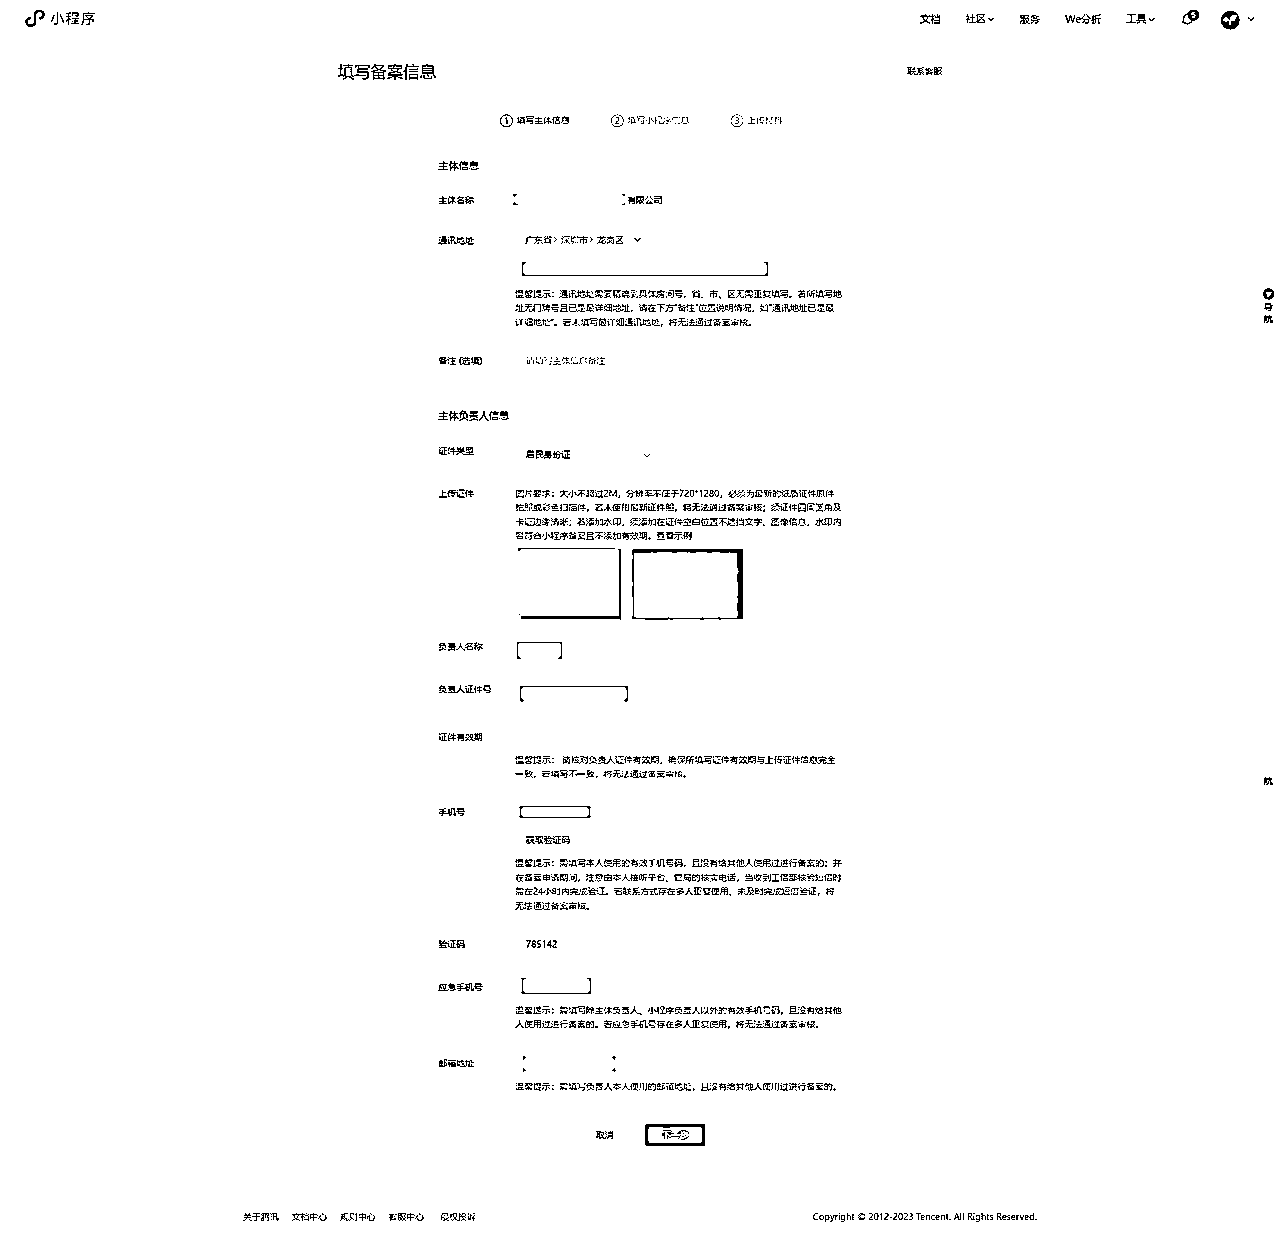 小程序
文档 社区 服务 We分析 工具
填写备案信息
联系客服
1 填写主体信息 2 填写小程序信息 3 上传材料
主体信息
主体名称 有限公司
通讯地址 广东省> 深圳市> 龙岗区
温馨提示：通讯地址需要精确到具体房间号，省、市、区无需重复填写。若所填写地
址无门牌号且已是最详细地址，请在下方“备注”位置说明情况，如“通讯地址已是最
详细地址”。若未填写最详细通讯地址，将无法通过备案审核。
备注 (选填) 请填写主体信息备注
主体负责人信息
证件类型 居民身份证
上传证件 图片要求：大小不超过2M，分辨率不低于720*1280，必须为最新的纸质证件原件
拍照或彩色扫描件，若未使用最新证件照，将无法通过备案审核；须证件四周宽角及
卡证边缘清晰；若添加水印，须添加在证件空白位置不遮挡文字、图像信息，水印内
容符合小程序备案且不添加有效期。查看示例
负责人名称
负责人证件号
证件有效期
温馨提示： 请核对负责人证件有效期，确保所填写证件有效期与上传证件信息完全
一致，若填写不一致，将无法通过备案审核。
手机号
获取验证码
温馨提示：需填写本人使用的有效手机号码，且没有给其他人使用过进行备案的；并
在备案申请期间，注意由本人接听平台、管局的核实电话，当收到工信部核验短信时
需在24小时内完成验证。若联系方式存在多人重复使用、未及时完成短信验证，将
无法通过备案审核。
验证码 785142
应急手机号
温馨提示：需填写除主体负责人、小程序负责人以外的有效手机号码，且没有给其他
人使用过进行备案的。若应急手机号存在多人重复使用，将无法通过备案审核。
邮箱地址
温馨提示：需填写负责人本人使用的邮箱地址，且没有给其他人使用过进行备案的。
取消 下一步
导
航
航
关于腾讯 文档中心 规则中心 客服中心 侵权投诉
Copyright © 2012-2023 Tencent. All Rights Reserved.